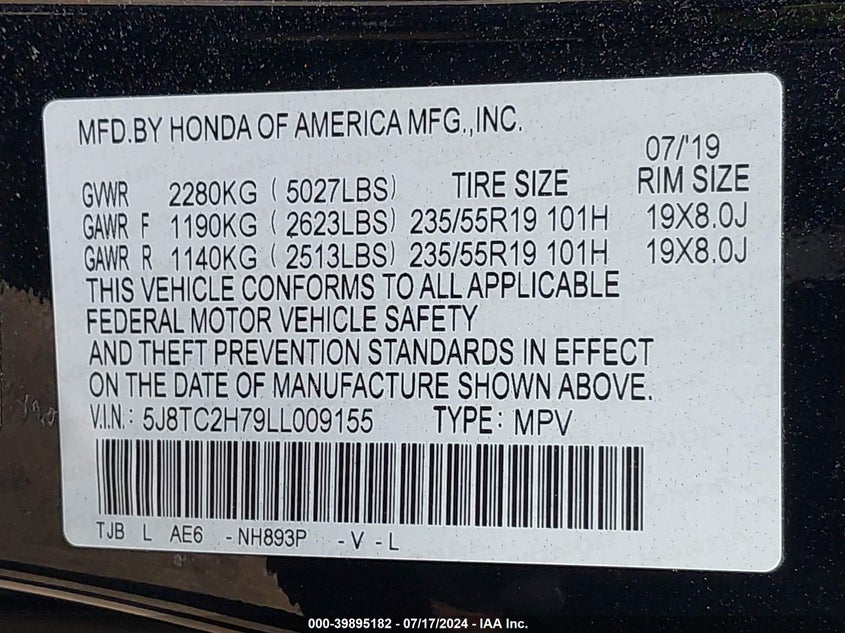 MFD.BY HONDA OF AMERICA MFG.,INC.
07/'19
GVWR 2280KG ( 5027LBS) TIRE SIZE RIM SIZE
GAWR F 1190KG ( 2623LBS) 235/55R19 101H 19X8.0J
GAWR R 1140KG ( 2513LBS) 235/55R19 101H 19X8.0J
THIS VEHICLE CONFORMS TO ALL APPLICABLE
FEDERAL MOTOR VEHICLE SAFETY
AND THEFT PREVENTION STANDARDS IN EFFECT
ON THE DATE OF MANUFACTURE SHOWN ABOVE.
V.I.N.: 5J8TC2H79LL009155 TYPE: MPV
TJB L AE6 -NH893P -V -L
000-39895182 - 07/17/2024 - IAA Inc.